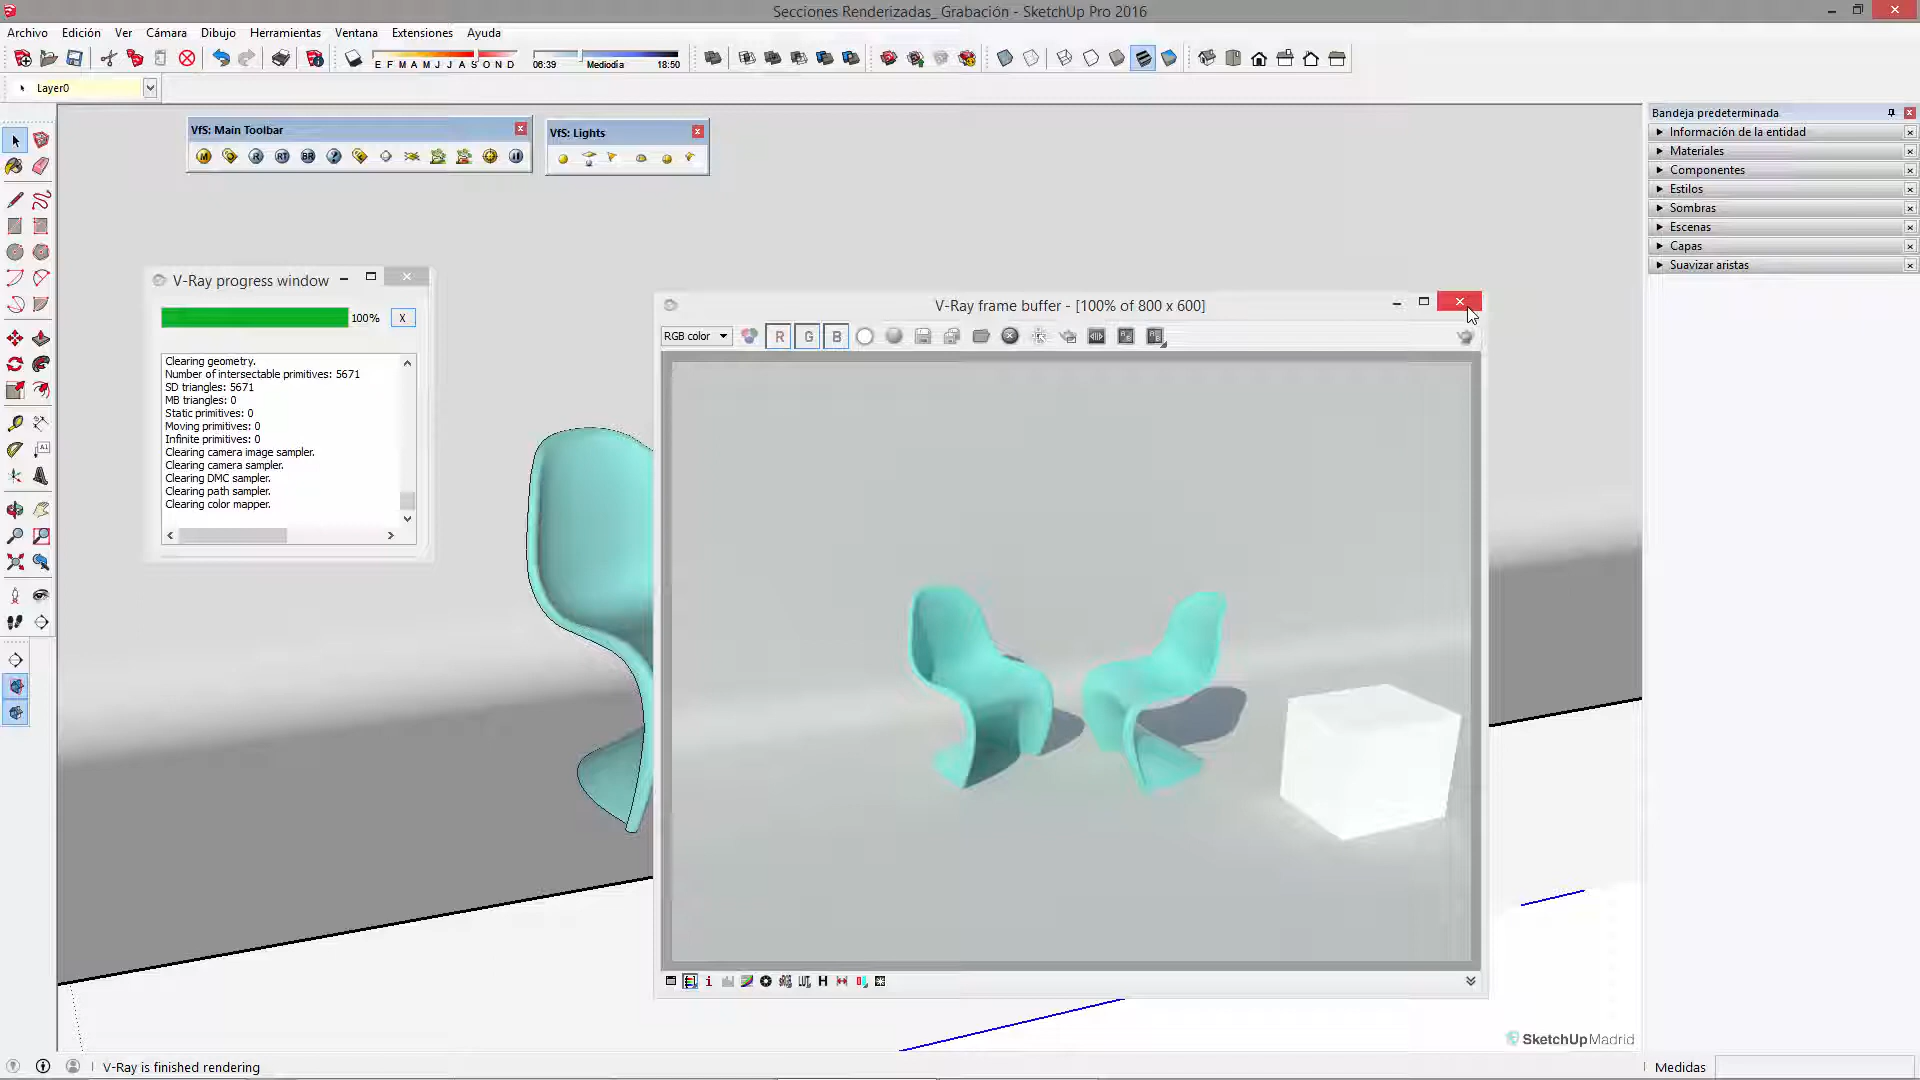 Secciones Renderizadas_ Grabación - SketchUp Pro 2016
Archivo Edición Ver Cámara Dibujo Herramientas Ventana Extensiones Ayuda
E F M A M J J A S O N D
06:39 Mediodía 18:50
Layer0
VfS: Main Toolbar
VfS: Lights
M R RT BR
Bandeja predeterminada
Información de la entidad
Materiales
Componentes
Estilos
Sombras
Escenas
Capas
Suavizar aristas
V-Ray progress window
100% X
Clearing geometry.
Number of intersectable primitives: 5671
SD triangles: 5671
MB triangles: 0
Static primitives: 0
Moving primitives: 0
Infinite primitives: 0
Clearing camera image sampler.
Clearing camera sampler.
Clearing DMC sampler.
Clearing path sampler.
Clearing color mapper.
V-Ray frame buffer - [100% of 800 x 600]
RGB color R G B
LUT H
SketchUpMadrid
V-Ray is finished rendering
Medidas